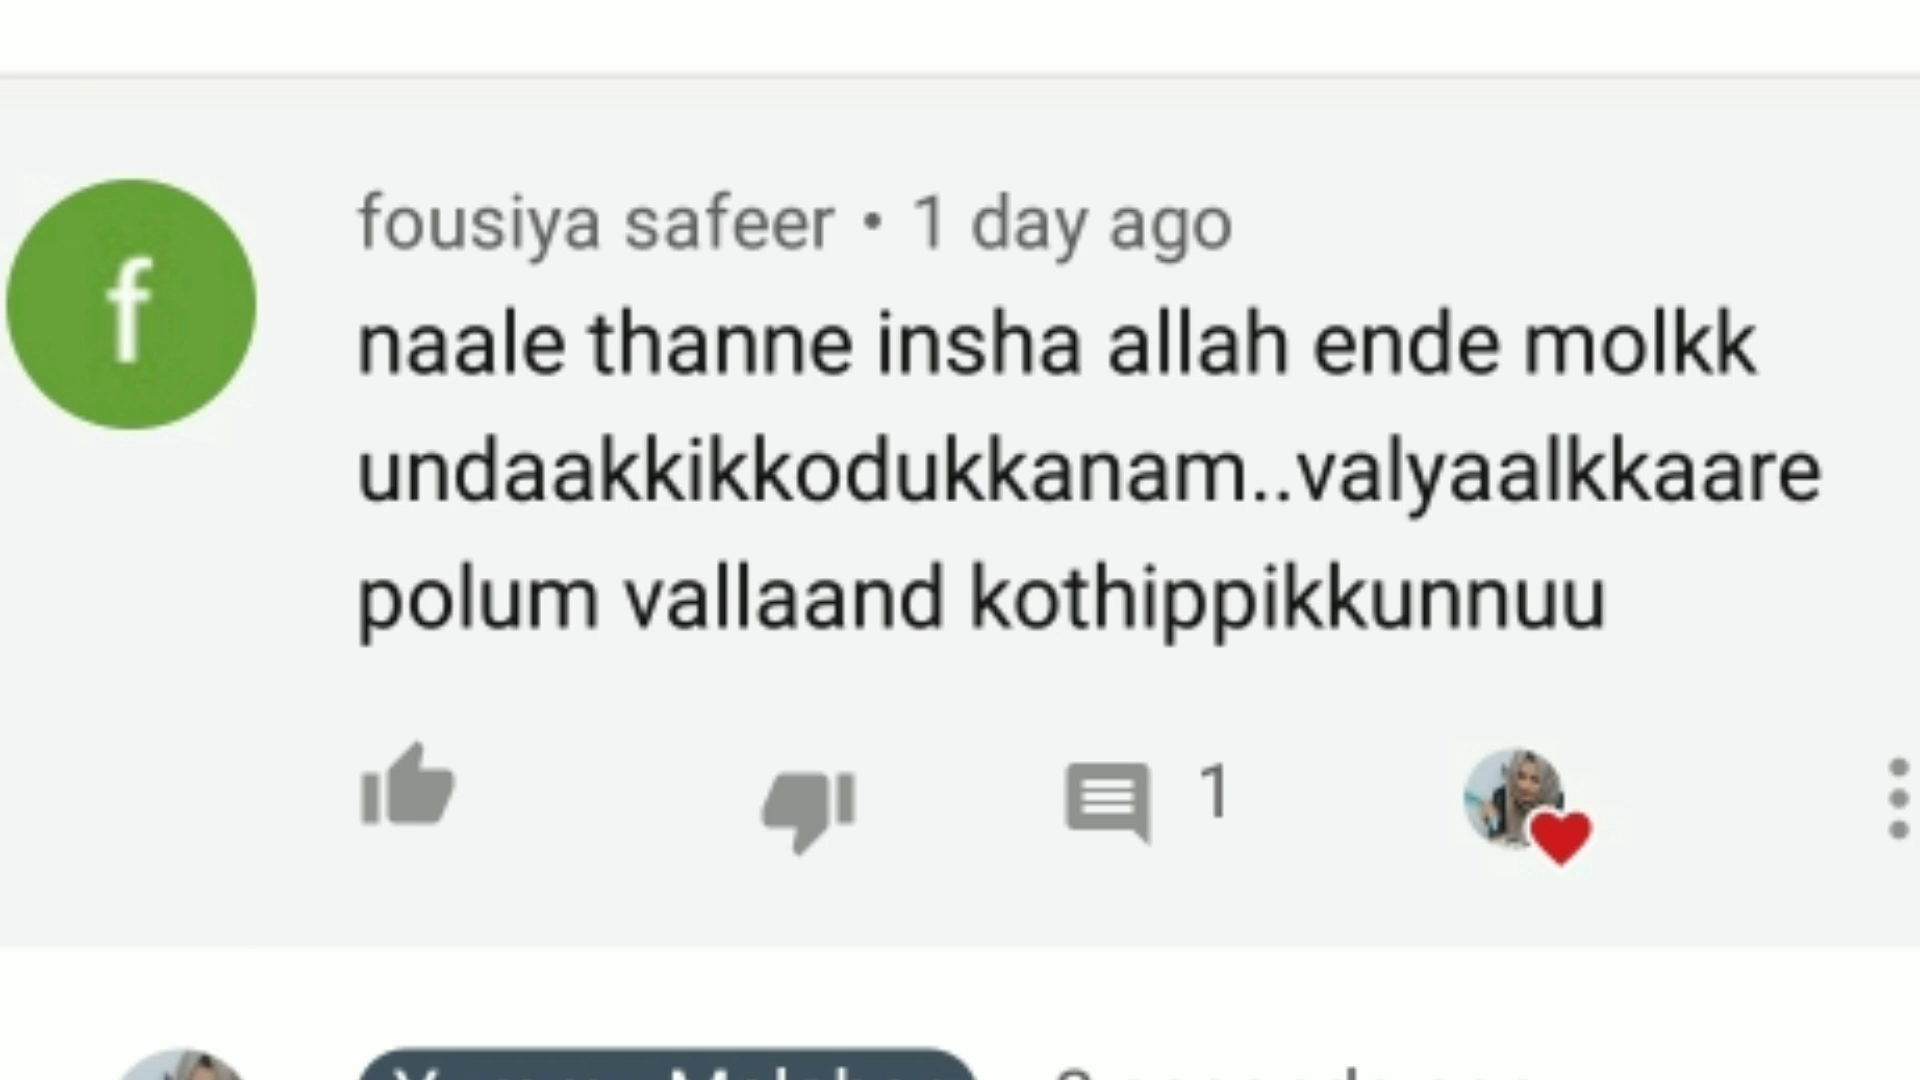 f
fousiya safeer • 1 day ago
naale thanne insha allah ende molkk
undaakkikkodukkanam..valyaalkkaare
polum vallaand kothippikkunnuu
1